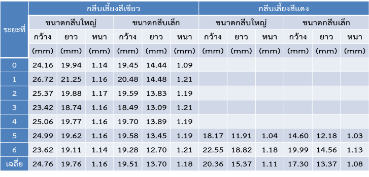 กลีบเลี้ยงสีเขียว กลีบเลี้ยงสีแดง
ระยะที่ ขนาดกลีบใหญ่ ขนาดกลีบเล็ก ขนาดกลีบใหญ่ ขนาดกลีบเล็ก
กว้าง ยาว หนา กว้าง ยาว หนา กว้าง ยาว หนา กว้าง ยาว หนา
(mm) (mm) (mm) (mm) (mm) (mm) (mm) (mm) (mm) (mm) (mm) (mm)
0 24.16 19.94 1.14 19.45 14.44 1.09
1 26.72 21.25 1.16 20.48 14.48 1.21
2 25.37 19.88 1.17 19.59 13.83 1.19
3 23.42 18.74 1.16 18.49 13.09 1.21
4 25.06 19.77 1.16 19.70 13.89 1.19
5 24.99 19.62 1.16 19.58 13.45 1.19 18.17 11.91 1.04 14.60 12.18 1.03
6 23.62 19.11 1.14 19.28 12.70 1.21 22.55 18.82 1.18 19.99 14.56 1.13
เฉลี่ย 24.76 19.76 1.16 19.51 13.70 1.18 20.36 15.37 1.11 17.30 13.37 1.08